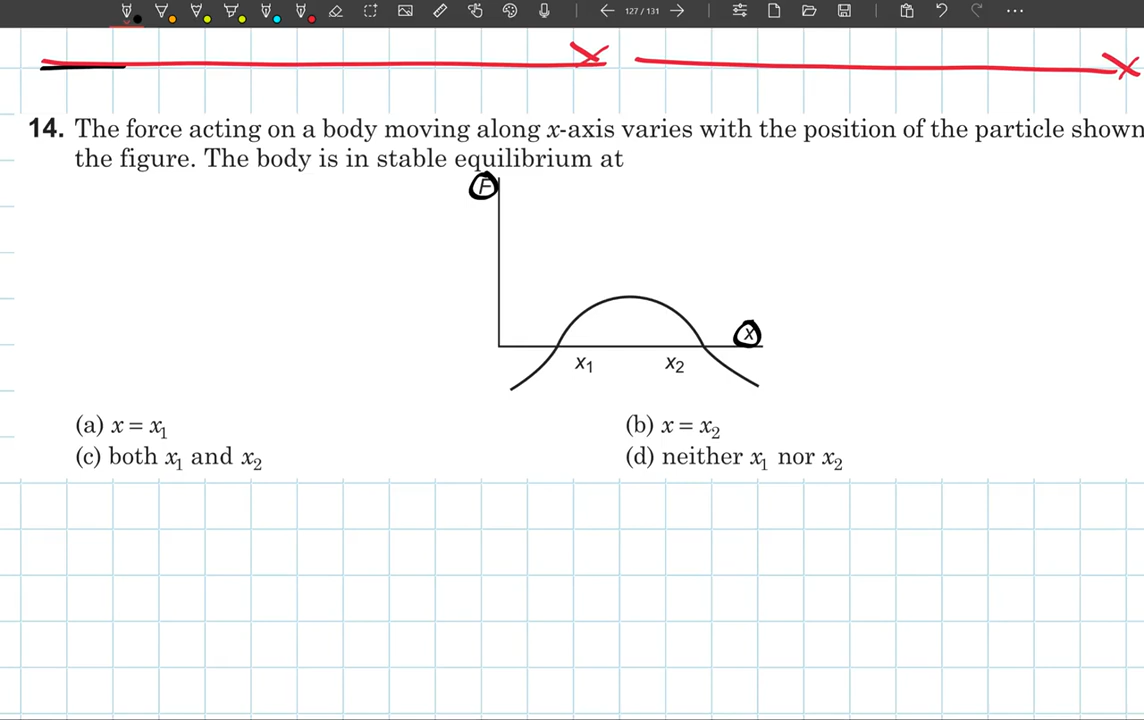 127 / 131
14. The force acting on a body moving along x-axis varies with the position of the particle shown
the figure. The body is in stable equilibrium at
F
X
x1 x2
(a) x = x1 (b) x = x2
(c) both x1 and x2 (d) neither x1 nor x2